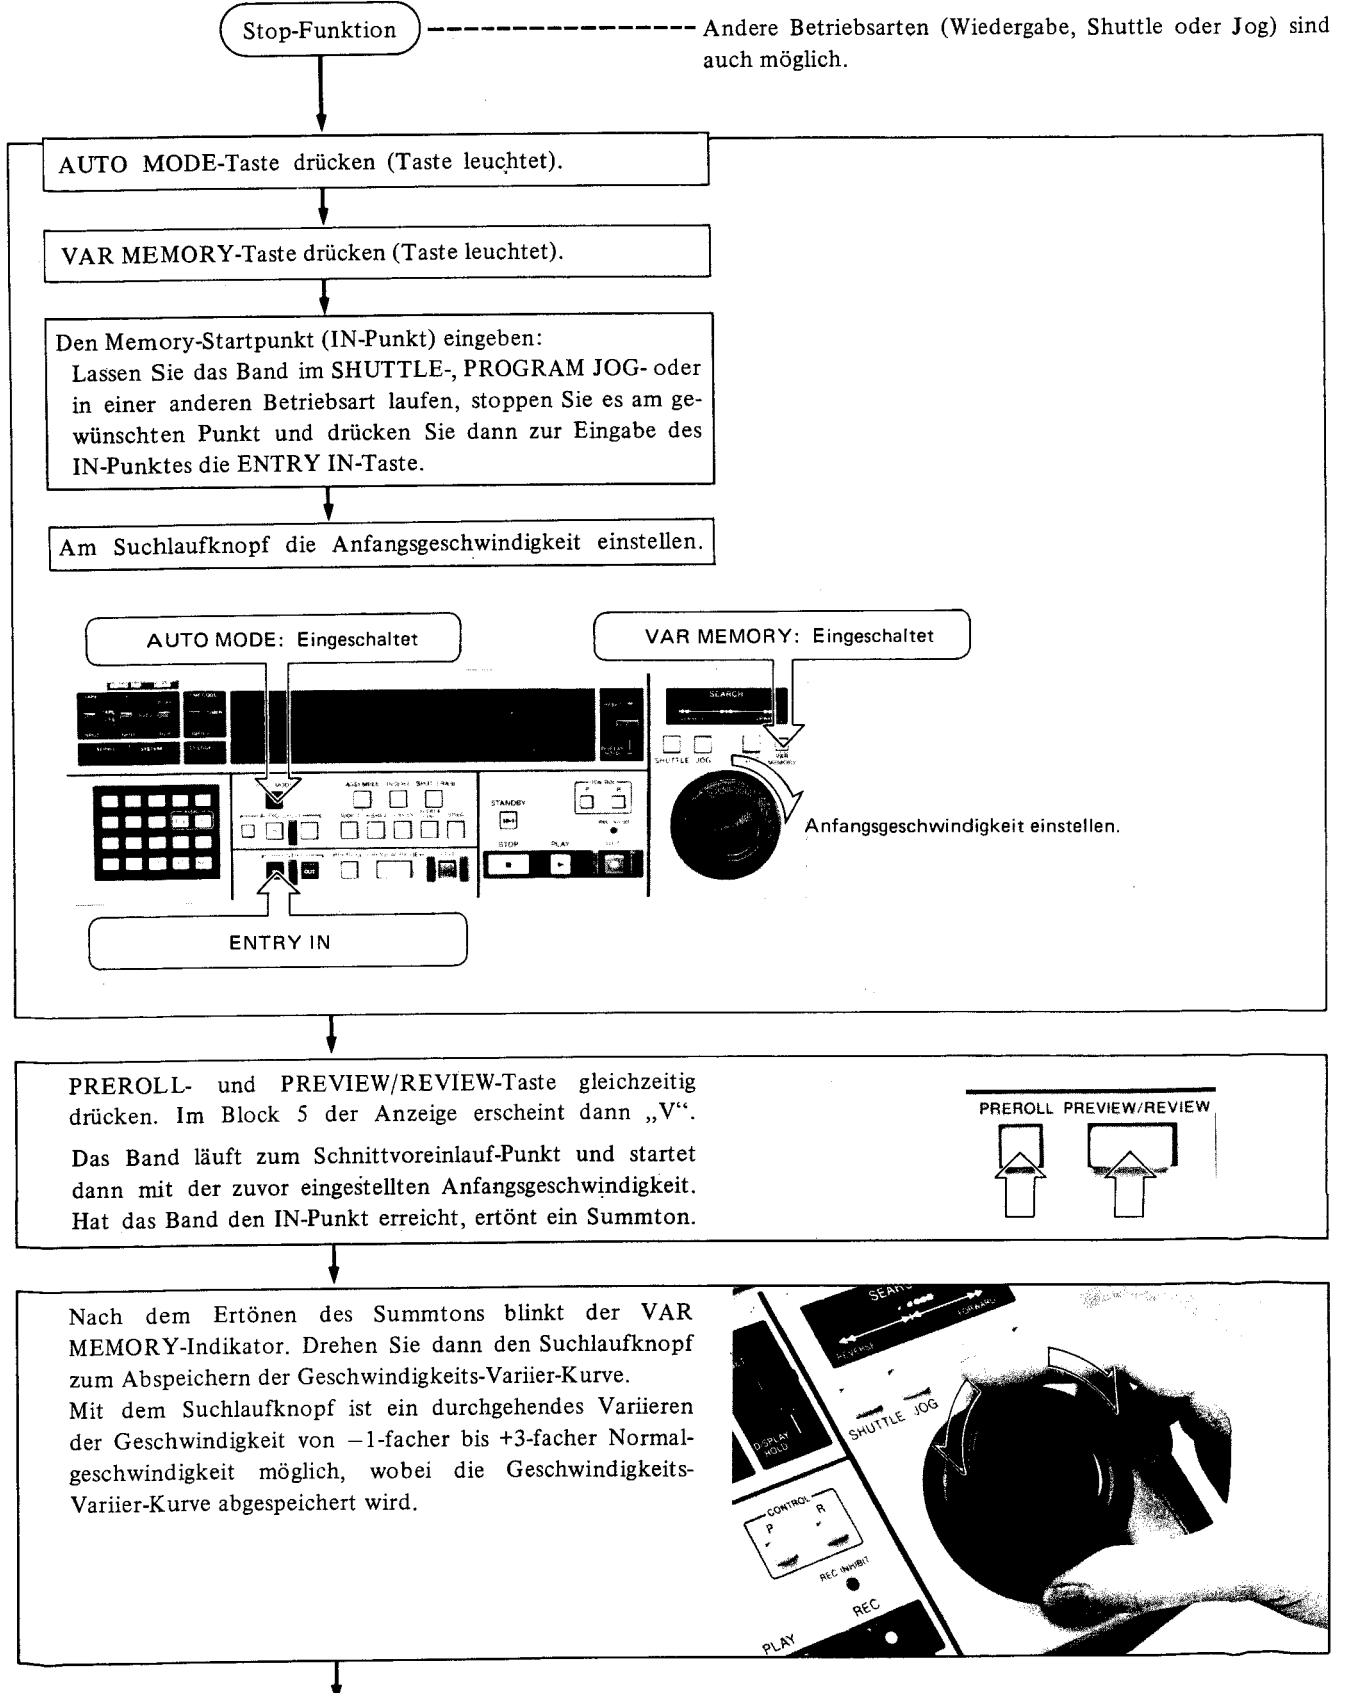 Stop-Funktion
Andere Betriebsarten (Wiedergabe, Shuttle oder Jog) sind
auch möglich.
AUTO MODE-Taste drücken (Taste leuchtet).
VAR MEMORY-Taste drücken (Taste leuchtet).
Den Memory-Startpunkt (IN-Punkt) eingeben:
Lassen Sie das Band im SHUTTLE-, PROGRAM JOG- oder
in einer anderen Betriebsart laufen, stoppen Sie es am ge-
wünschten Punkt und drücken Sie dann zur Eingabe des
IN-Punktes die ENTRY IN-Taste.
Am Suchlaufknopf die Anfangsgeschwindigkeit einstellen.
AUTO MODE: Eingeschaltet
VAR MEMORY: Eingeschaltet
SEARCH
SHUTTLE JOG
VAR
MEMORY
STANDBY
STOP PLAY
OUT
Anfangsgeschwindigkeit einstellen.
ENTRY IN
PREROLL- und PREVIEW/REVIEW-Taste gleichzeitig
drücken. Im Block 5 der Anzeige erscheint dann „V“.
Das Band läuft zum Schnittvoreinlauf-Punkt und startet
dann mit der zuvor eingestellten Anfangsgeschwindigkeit.
Hat das Band den IN-Punkt erreicht, ertönt ein Summton.
PREROLL PREVIEW/REVIEW
Nach dem Ertönen des Summtons blinkt der VAR
MEMORY-Indikator. Drehen Sie dann den Suchlaufknopf
zum Abspeichern der Geschwindigkeits-Variier-Kurve.
Mit dem Suchlaufknopf ist ein durchgehendes Variieren
der Geschwindigkeit von −1-facher bis +3-facher Normal-
geschwindigkeit möglich, wobei die Geschwindigkeits-
Variier-Kurve abgespeichert wird.
REVERSE
FORWARD
SHUTTLE JOG
DISPLAY
HOLD
CONTROL
P R
REC INHIBIT
REC
PLAY